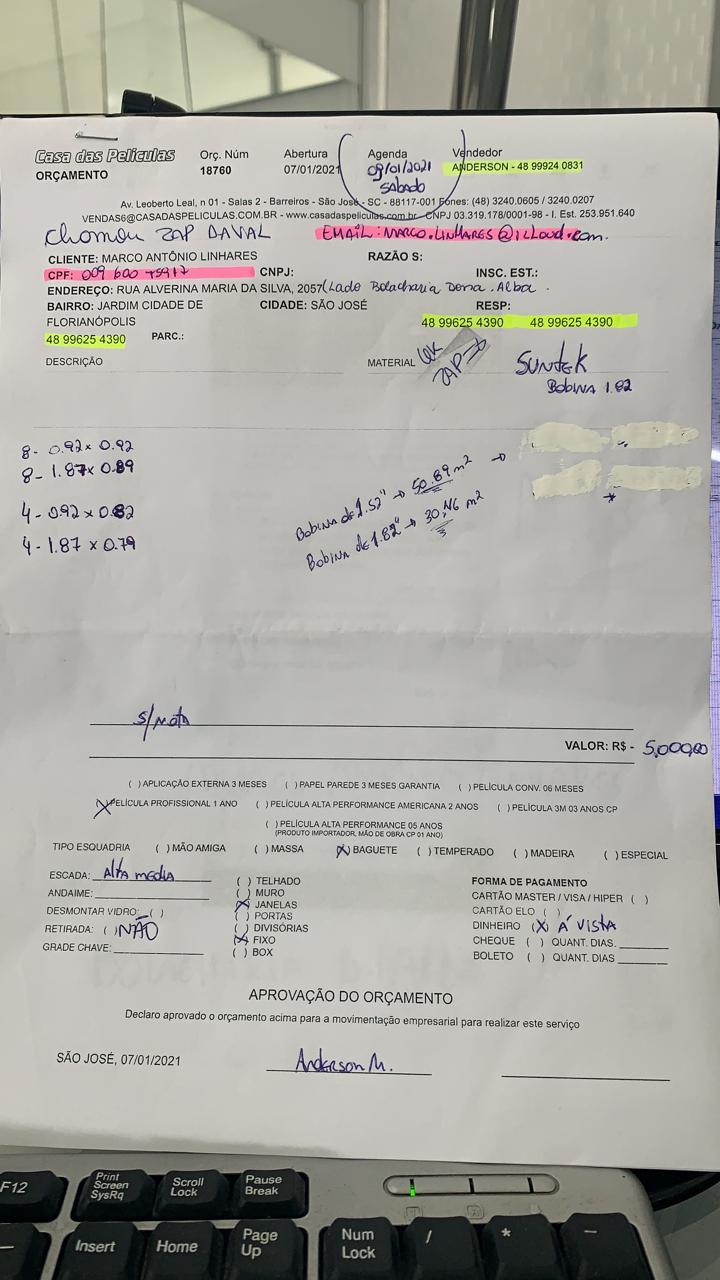 Casa das Películas
ORÇAMENTO
Orç. Núm
18760
Abertura
07/01/2021
Agenda
09/01/2021
SÁBADO
Vendedor
ANDERSON - 48 99924 0831
Av. Leoberto Leal, n 01 - Salas 2 - Barreiros - São José - SC - 88117-001 Fones: (48) 3240.0605 / 3240.0207
VENDAS6@CASADASPELICULAS.COM.BR - www.casadaspeliculas.com.br CNPJ 03.319.178/0001-98 - I. Est. 253.951.640
Chamou ZAP DAVAL
EMAIL: MARCO.LINHARES@icloud.com.
CLIENTE: MARCO ANTÔNIO LINHARES
RAZÃO S:
CPF: 009 600
CNPJ:
INSC. EST.:
ENDEREÇO: RUA ALVERINA MARIA DA SILVA, 2057 (Lado Bolacharia Dona Alba.
BAIRRO: JARDIM CIDADE DE FLORIANÓPOLIS
CIDADE: SÃO JOSÉ
RESP:
48 99625 4390 48 99625 4390
48 99625 4390
PARC.:
DESCRIÇÃO
MATERIAL
SUNTEK
BOBINA 1.82
8- 0.92 x 0.92
8- 1.87 x 0.89
4- 092 x 0.82
4- 1.87 x 0.79
BOBINA de 1.52" → 50.89 m² →
BOBINA de 1.82" → 30,46 m²
*
s/nota
VALOR: R$ - 5,000,00
( ) APLICAÇÃO EXTERNA 3 MESES ( ) PAPEL PAREDE 3 MESES GARANTIA ( ) PELÍCULA CONV. 06 MESES
X PELÍCULA PROFISSIONAL 1 ANO ( ) PELÍCULA ALTA PERFORMANCE AMERICANA 2 ANOS ( ) PELÍCULA 3M 03 ANOS CP
( ) PELÍCULA ALTA PERFORMANCE 05 ANOS
(PRODUTO IMPORTADOR, MÃO DE OBRA CP 01 ANO)
TIPO ESQUADRIA ( ) MÃO AMIGA ( ) MASSA (X) BAGUETE ( ) TEMPERADO ( ) MADEIRA ( ) ESPECIAL
ESCADA: Alta média
ANDAIME:
DESMONTAR VIDRO: ( )
RETIRADA: ( ) NÃO
GRADE CHAVE:
( ) TELHADO
( ) MURO
(X) JANELAS
( ) PORTAS
( ) DIVISÓRIAS
(X) FIXO
( ) BOX
FORMA DE PAGAMENTO
CARTÃO MASTER / VISA / HIPER ( )
CARTÃO ELO ( )
DINHEIRO (X) Á VISTA
CHEQUE ( ) QUANT. DIAS.
BOLETO ( ) QUANT. DIAS
APROVAÇÃO DO ORÇAMENTO
Declaro aprovado o orçamento acima para a movimentação empresarial para realizar este serviço
SÃO JOSÉ, 07/01/2021
Anderson M.
F12
Print Screen SysRq
Scroll Lock
Pause Break
Insert
Home
Page Up
Num Lock
/
*